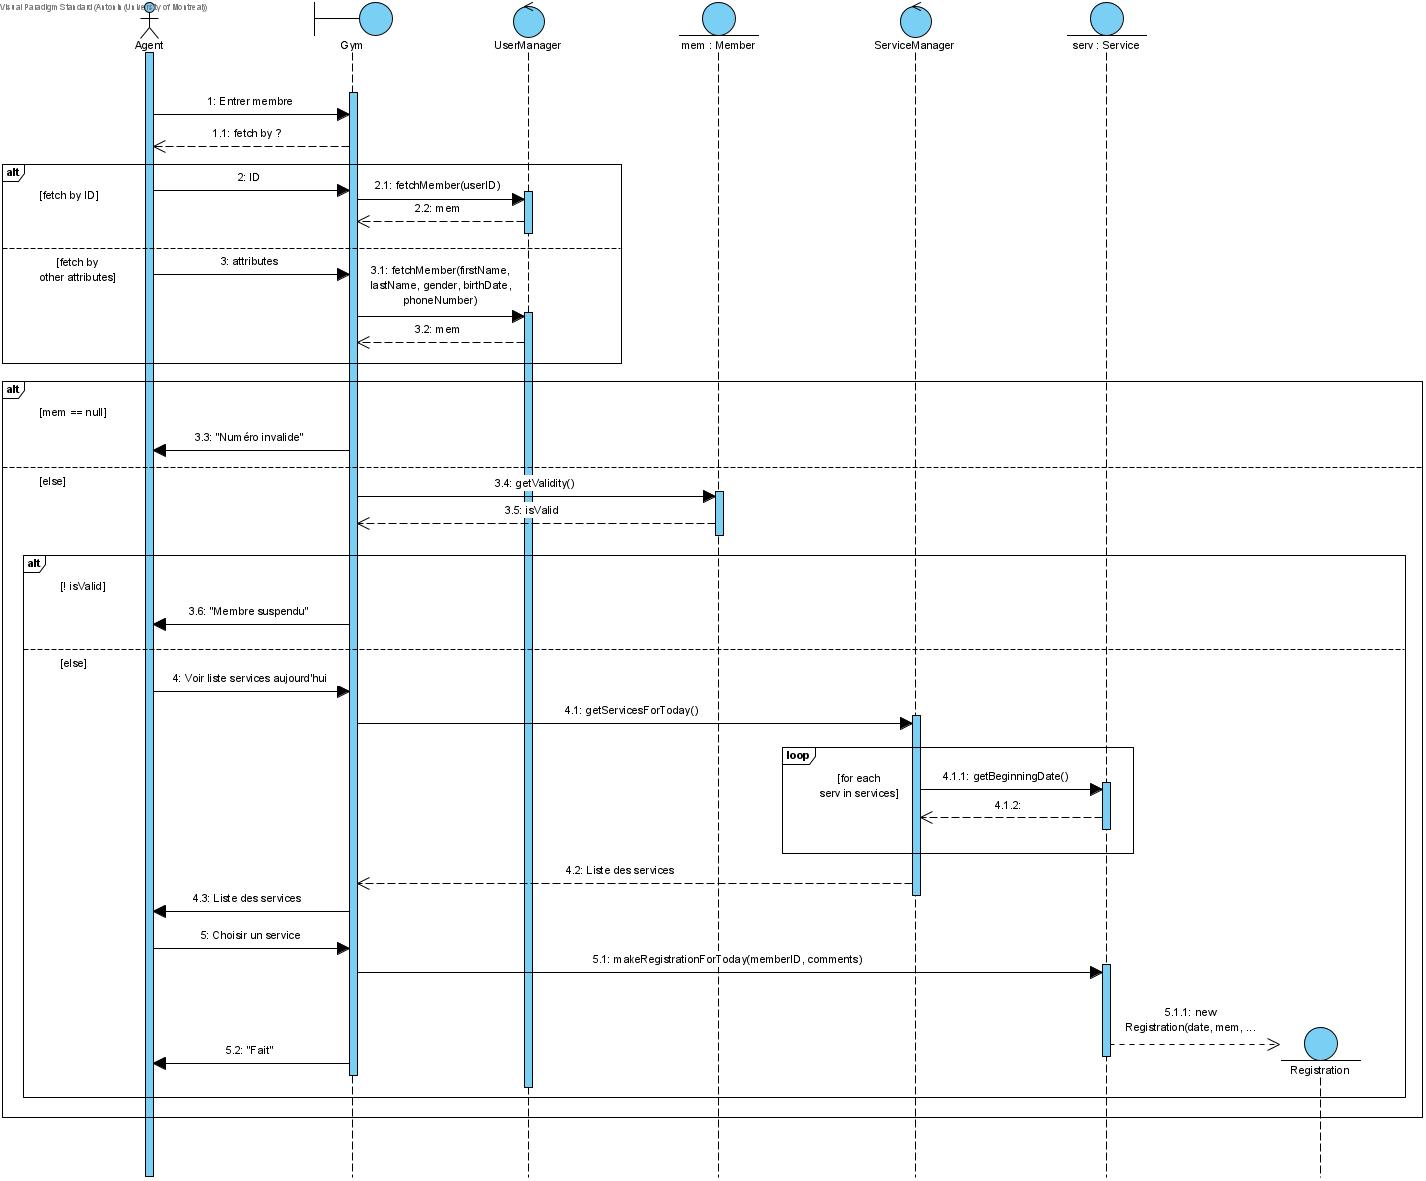 Visual Paradigm Standard (Antonin (University of Montreal))
Agent
Gym
UserManager
mem : Member
ServiceManager
serv : Service
1: Entrer membre
1.1: fetch by ?
alt
[fetch by ID]
2: ID
2.1: fetchMember(userID)
2.2: mem
[fetch by
other attributes]
3: attributes
3.1: fetchMember(firstName,
lastName, gender, birthDate,
phoneNumber)
3.2: mem
alt
[mem == null]
3.3: "Numéro invalide"
[else]
3.4: getValidity()
3.5: isValid
alt
[! isValid]
3.6: "Membre suspendu"
[else]
4: Voir liste services aujourd'hui
4.1: getServicesForToday()
loop
[for each
serv in services]
4.1.1: getBeginningDate()
4.1.2:
4.2: Liste des services
4.3: Liste des services
5: Choisir un service
5.1: makeRegistrationForToday(memberID, comments)
5.1.1: new
Registration(date, mem, ...
5.2: "Fait"
Registration